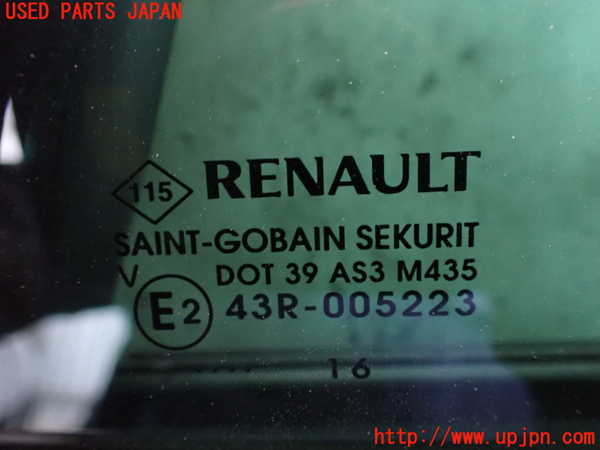 USED PARTS JAPAN
115 RENAULT
SAINT-GOBAIN SEKURIT
V DOT 39 AS3 M435
E2 43R-005223
.... 16
http://www.upjpn.com